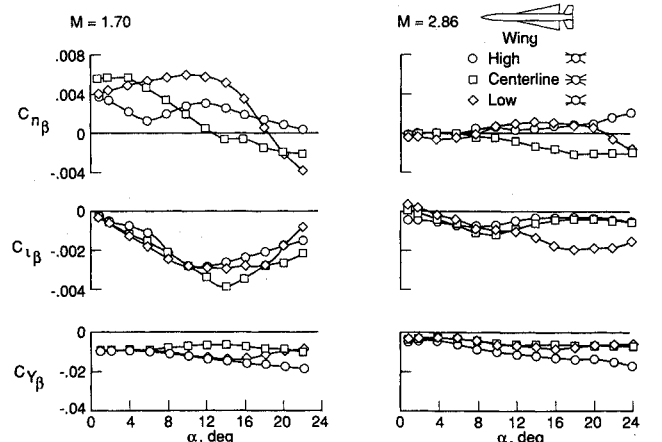 M = 1.70
M = 2.86
Wing
High
Centerline
Low
.008
.004
0
-.004
Cnβ
0
-.002
-.004
Clβ
0
-.02
-.04
CYβ
0 4 8 12 16 20 24
α, deg
0 4 8 12 16 20 24
α, deg